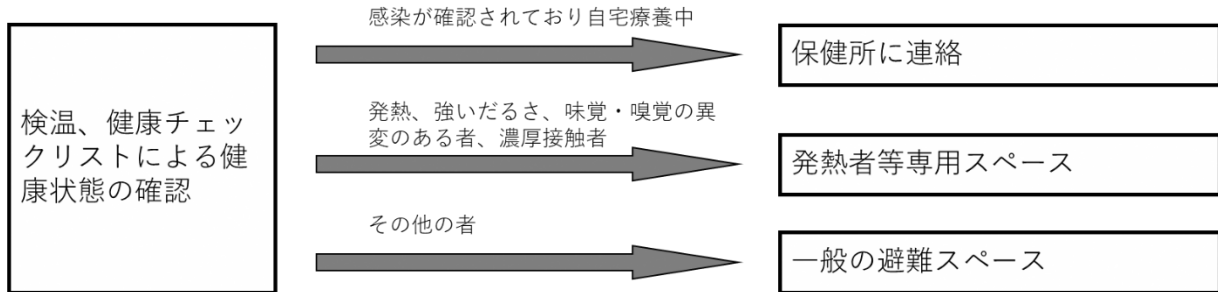 検温、健康チェッ
クリストによる健
康状態の確認
感染が確認されており自宅療養中
保健所に連絡
発熱、強いだるさ、味覚・嗅覚の異
変のある者、濃厚接触者
発熱者等専用スペース
その他の者
一般の避難スペース